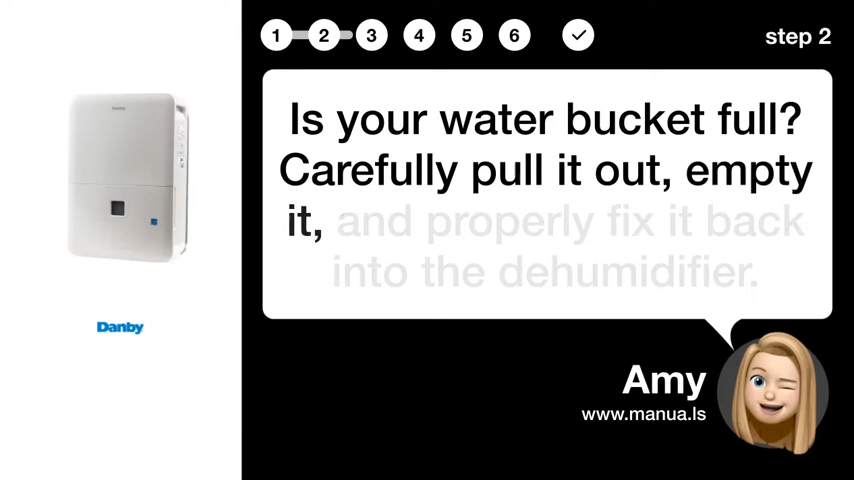 1 2 3 4 5 6
step 2
Is your water bucket full?
Carefully pull it out, empty
it, and properly fix it back
into the dehumidifier.
Danby
Danby
Amy
www.manua.ls